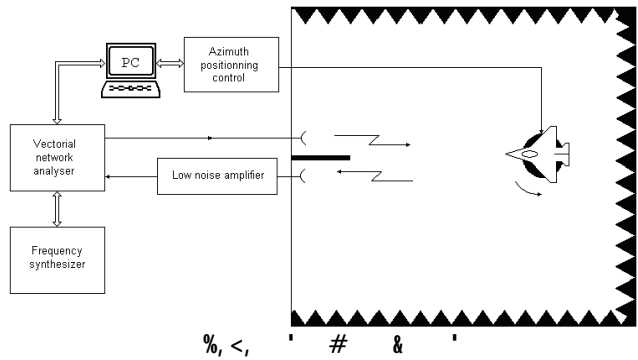 Azimuth
positionning
control
PC
Vectorial
network
analyser
Low noise amplifier
Frequency
synthesizer
%, <, ' # & '